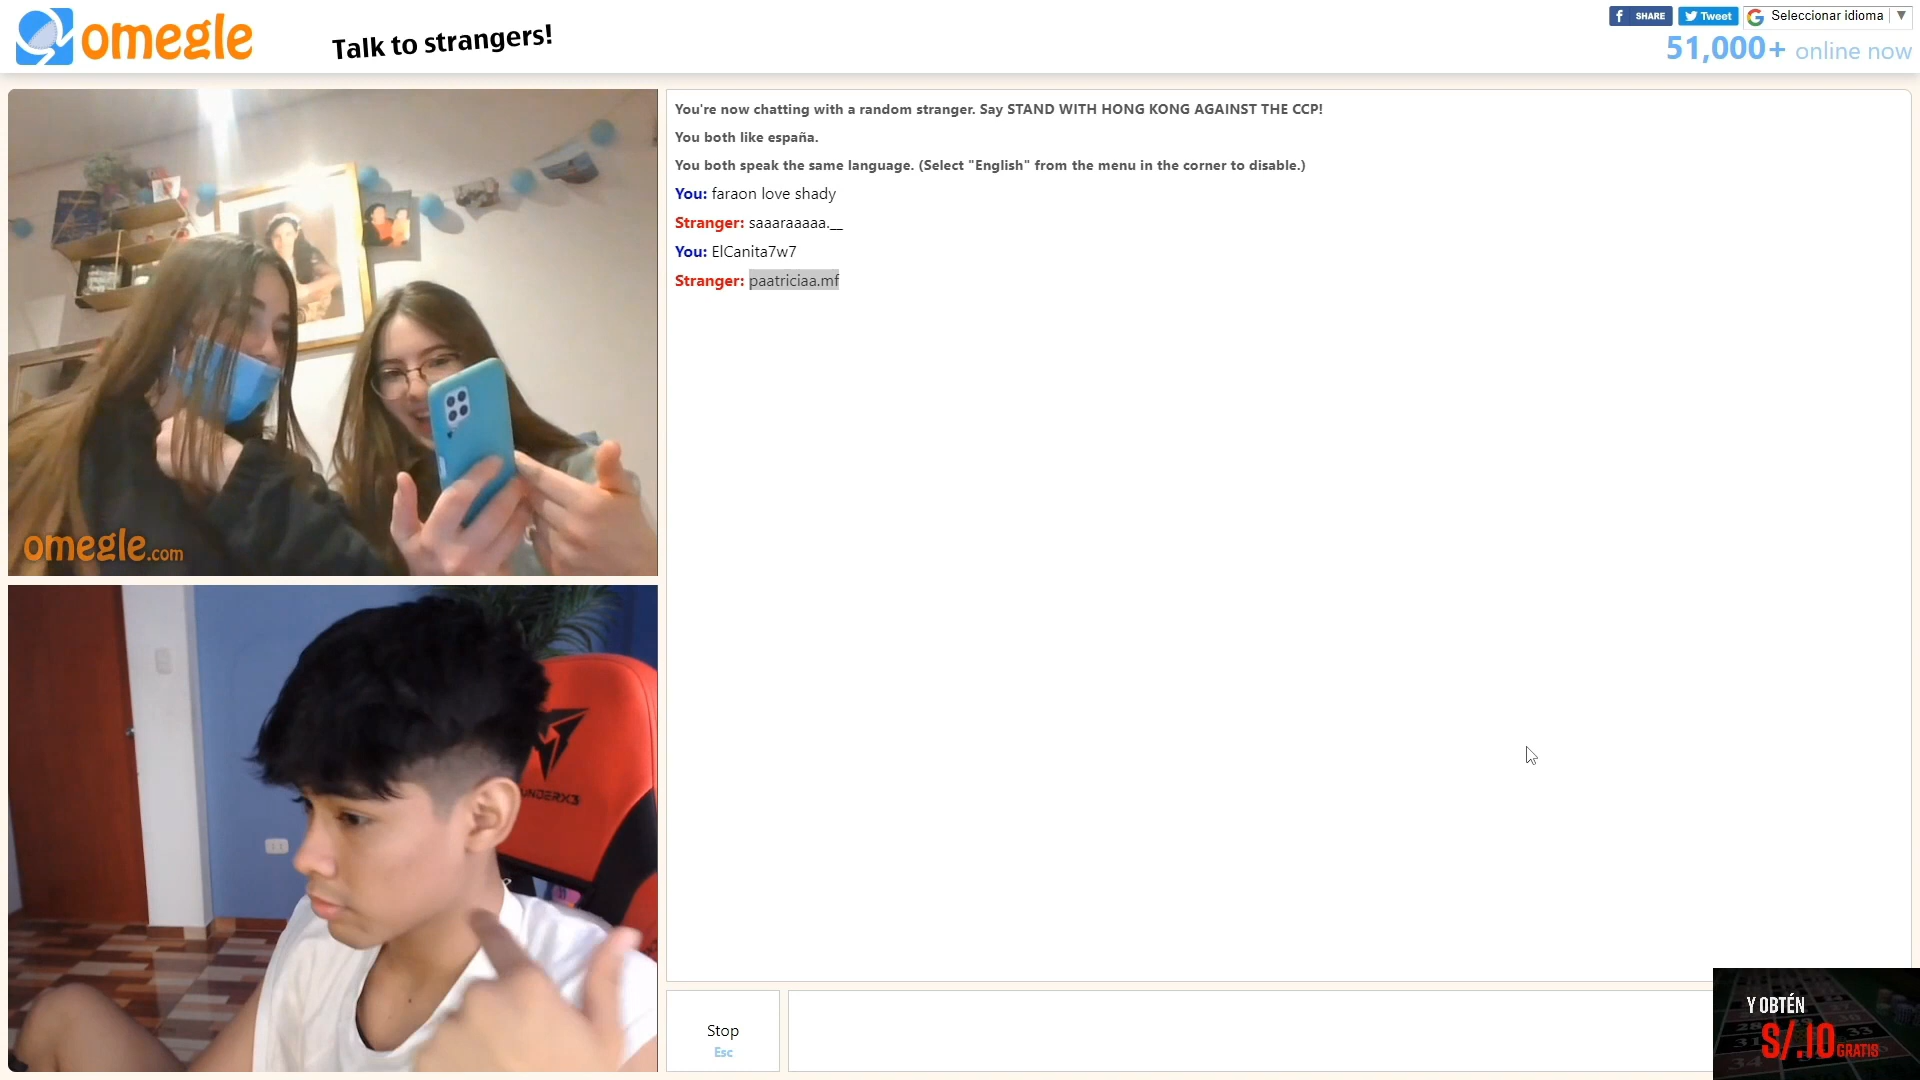 omegle
Talk to strangers!
SHARE
Tweet
Seleccionar idioma
51,000+ online now
You're now chatting with a random stranger. Say STAND WITH HONG KONG AGAINST THE CCP!
You both like españa.
You both speak the same language. (Select "English" from the menu in the corner to disable.)
You: faraon love shady
Stranger: saaaraaaaa.__
You: ElCanita7w7
Stranger: paatriciaa.mf
omegle.com
UNDERX3
Stop
Esc
Y OBTÉN
S/.10 GRATIS